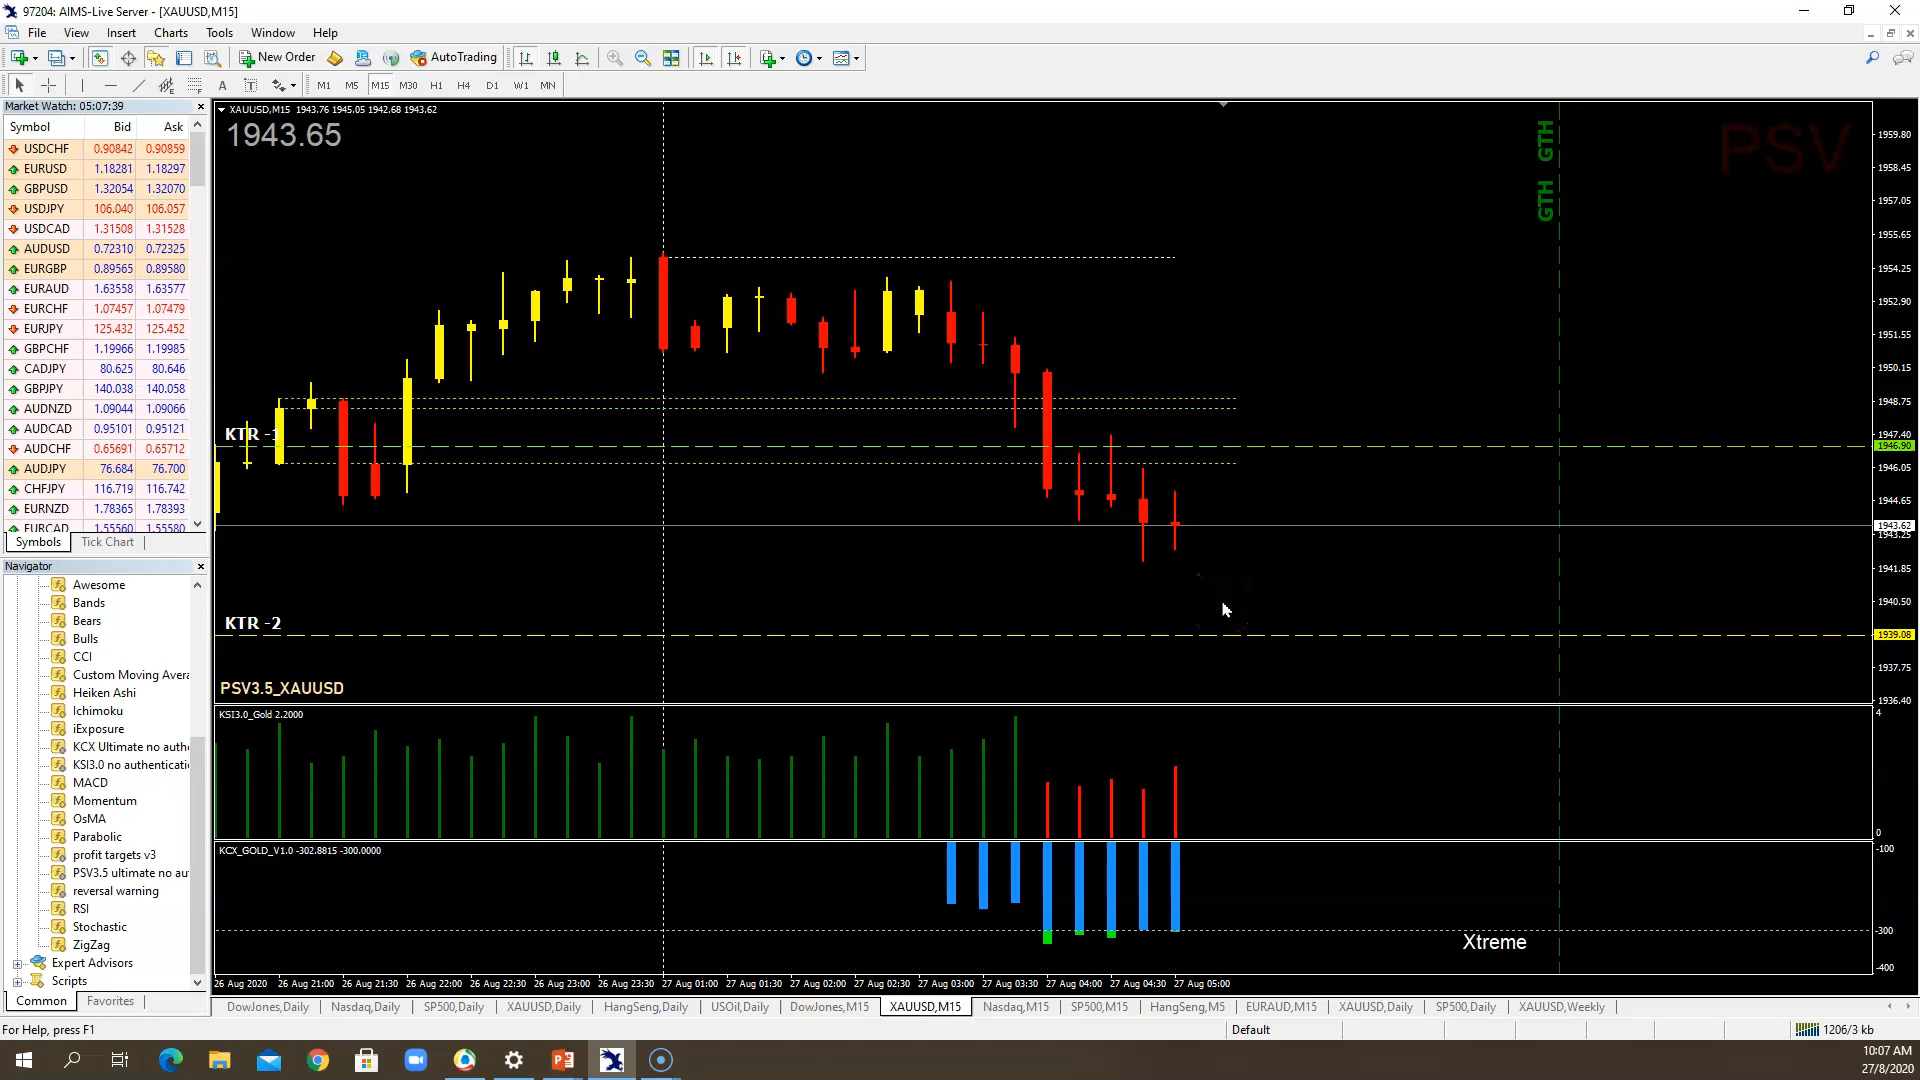 97204: AIMS-Live Server - [XAUUSD,M15]
File View Insert Charts Tools Window Help
New Order AutoTrading
A T M1 M5 M15 M30 H1 H4 D1 W1 MN
Market Watch: 05:07:39
Symbol Bid Ask
USDCHF 0.90842 0.90859
EURUSD 1.18281 1.18297
GBPUSD 1.32054 1.32070
USDJPY 106.040 106.057
USDCAD 1.31508 1.31528
AUDUSD 0.72310 0.72325
EURGBP 0.89565 0.89580
EURAUD 1.63558 1.63577
EURCHF 1.07457 1.07479
EURJPY 125.432 125.452
GBPCHF 1.19966 1.19985
CADJPY 80.625 80.646
GBPJPY 140.038 140.058
AUDNZD 1.09044 1.09066
AUDCAD 0.95101 0.95121
AUDCHF 0.65691 0.65712
AUDJPY 76.684 76.700
CHFJPY 116.719 116.742
EURNZD 1.78365 1.78393
EURCAD 1.55560 1.55580
Symbols Tick Chart
Navigator
Awesome
Bands
Bears
Bulls
CCI
Custom Moving Avera
Heiken Ashi
Ichimoku
iExposure
KCX Ultimate no auth
KSI3.0 no authenticati
MACD
Momentum
OsMA
Parabolic
profit targets v3
PSV3.5 ultimate no au
reversal warning
RSI
Stochastic
ZigZag
Expert Advisors
Scripts
Common Favorites
XAUUSD,M15 1943.76 1945.05 1942.68 1943.62
1943.65
GTH GTH
PSV
KTR -1
KTR -2
PSV3.5_XAUUSD
1959.80
1958.45
1957.05
1955.65
1954.25
1952.90
1951.55
1950.15
1948.75
1947.40
1946.90
1946.05
1944.65
1943.62
1943.25
1941.85
1940.50
1939.08
1937.75
1936.40
KSI3.0_Gold 2.2000
4
0
KCX_GOLD_V1.0 -302.8815 -300.0000
-100
-300
-400
Xtreme
26 Aug 2020 26 Aug 21:00 26 Aug 21:30 26 Aug 22:00 26 Aug 22:30 26 Aug 23:00 26 Aug 23:30 27 Aug 01:00 27 Aug 01:30 27 Aug 02:00 27 Aug 02:30 27 Aug 03:00 27 Aug 03:30 27 Aug 04:00 27 Aug 04:30 27 Aug 05:00
DowJones,Daily Nasdaq,Daily SP500,Daily XAUUSD,Daily HangSeng,Daily USOil,Daily DowJones,M15 XAUUSD,M15 Nasdaq,M15 SP500,M15 HangSeng,M5 EURAUD,M15 XAUUSD,Daily SP500,Daily XAUUSD,Weekly
For Help, press F1 Default 1206/3 kb
10:07 AM
27/8/2020